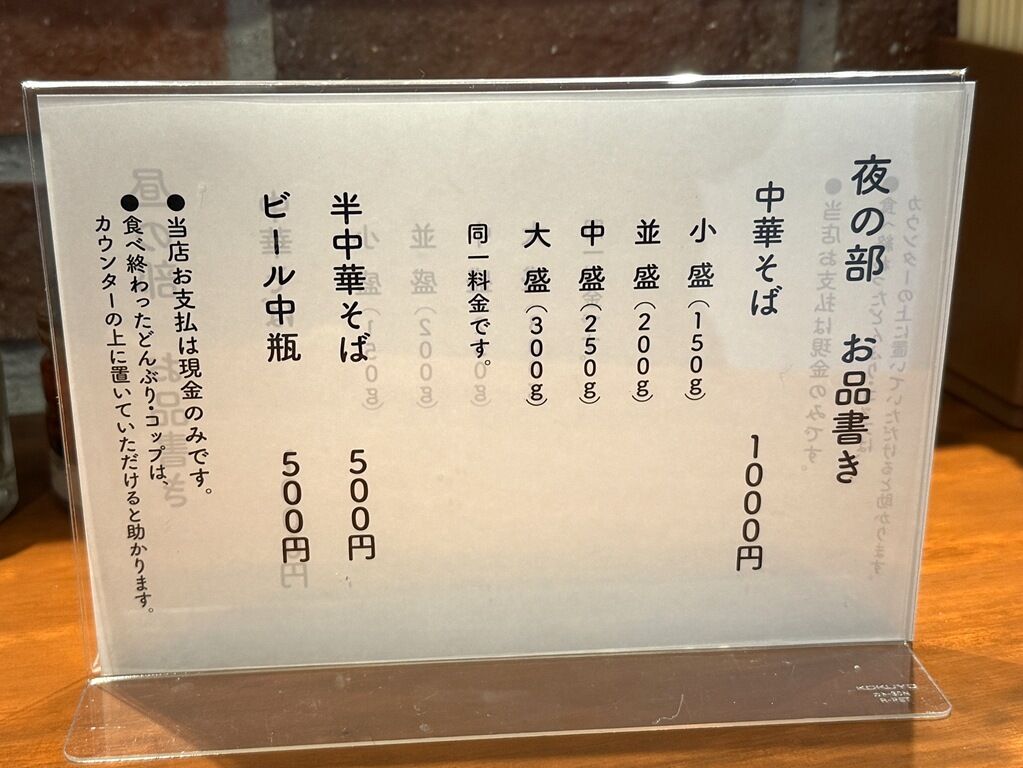 夜の部 お品書き
中華そば 1000円
小盛(150g)
並盛(200g)
中盛(250g)
大盛(300g)
同一料金です。
半中華そば 500円
ビール中瓶 500円
●当店お支払は現金のみです。
●食べ終わったどんぶり・コップは、
カウンターの上に置いていただけると助かります。